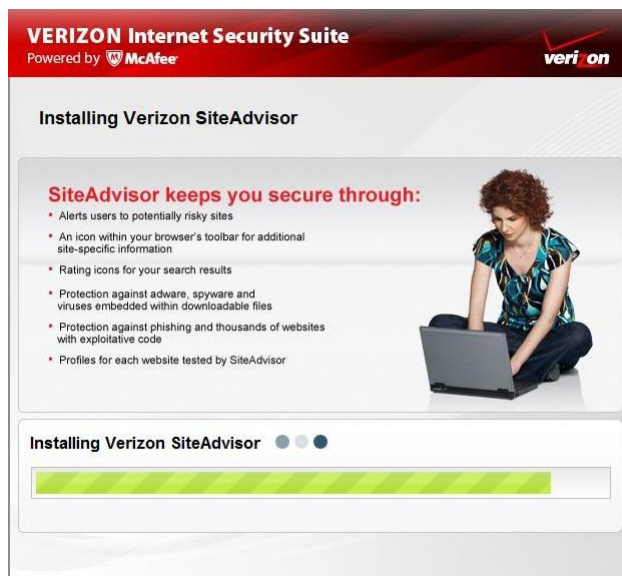 VERIZON Internet Security Suite
Powered by McAfee
verizon
Installing Verizon SiteAdvisor
SiteAdvisor keeps you secure through:
• Alerts users to potentially risky sites
• An icon within your browser's toolbar for additional
site-specific information
• Rating icons for your search results
• Protection against adware, spyware and
viruses embedded within downloadable files
• Protection against phishing and thousands of websites
with exploitative code
• Profiles for each website tested by SiteAdvisor
Installing Verizon SiteAdvisor